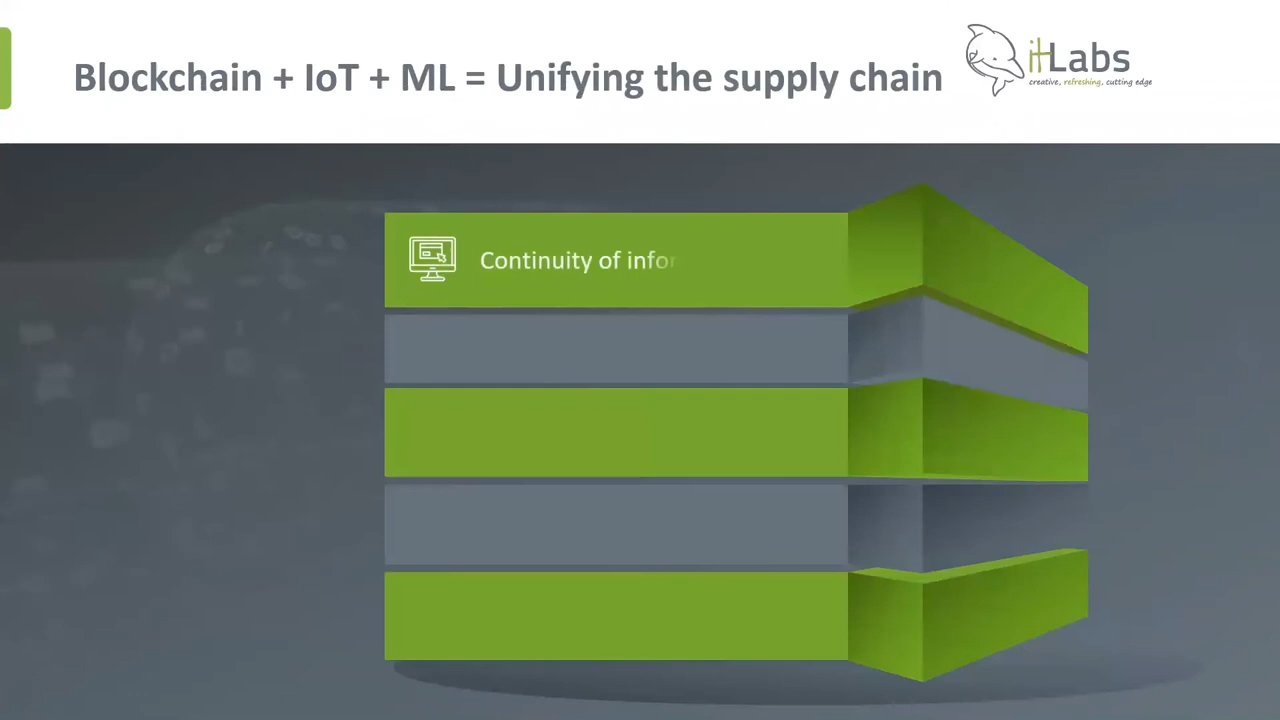 Blockchain + IoT + ML = Unifying the supply chain
itLabs
creative, refreshing, cutting edge
Continuity of infor